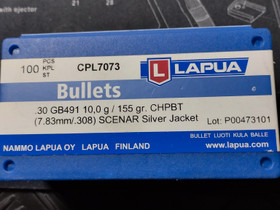 100 PCS KPL ST
CPL7073
L LAPUA
Bullets
.30 GB491 10,0 g / 155 gr. CHPBT
(7.83mm/.308) SCENAR Silver Jacket
Lot: P00473101
BULLET LUOTI KULA BALLE
NAMMO LAPUA OY LAPUA FINLAND
www.lapua.com